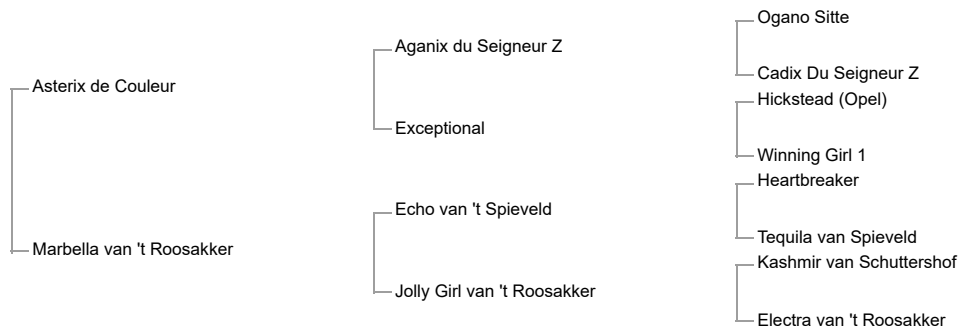 Ogano Sitte
Aganix du Seigneur Z
Cadix Du Seigneur Z
Asterix de Couleur
Hickstead (Opel)
Exceptional
Winning Girl 1
Heartbreaker
Echo van 't Spieveld
Tequila van Spieveld
Marbella van 't Roosakker
Kashmir van Schuttershof
Jolly Girl van 't Roosakker
Electra van 't Roosakker